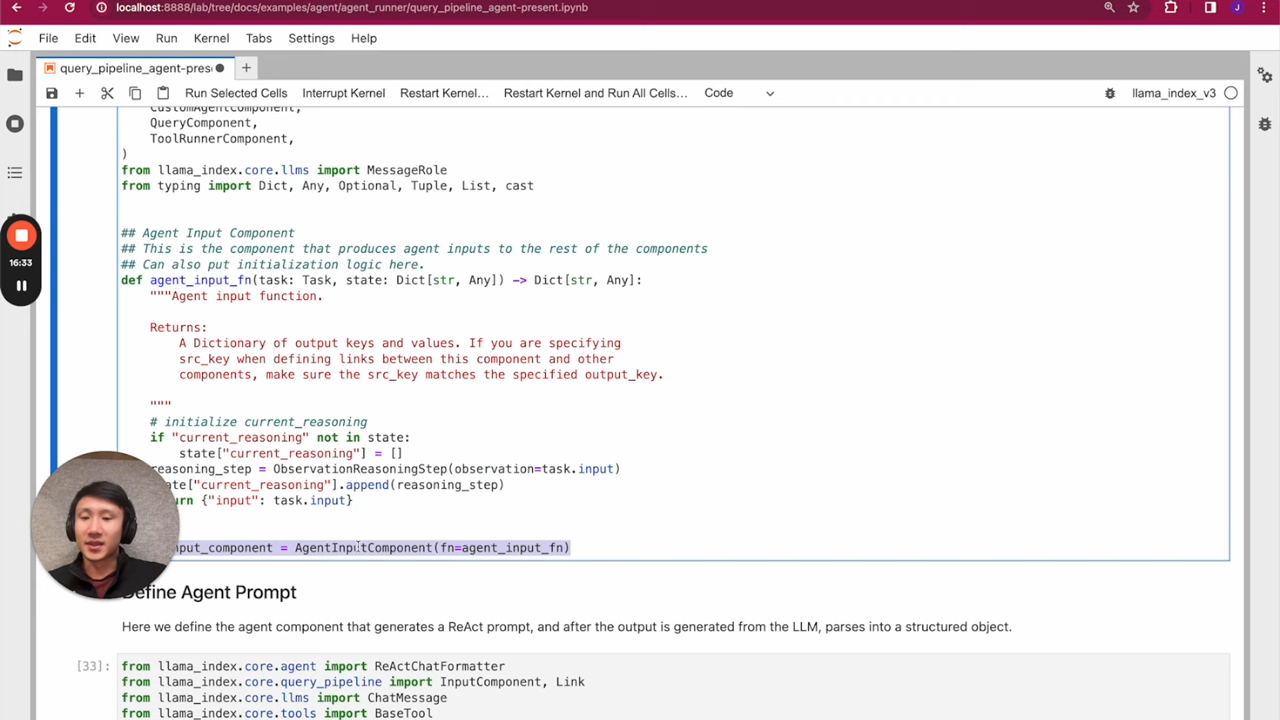 localhost:8888/lab/tree/docs/examples/agent/agent_runner/query_pipeline_agent-present.ipynb
J
File Edit View Run Kernel Tabs Settings Help
query_pipeline_agent-prese
Run Selected Cells Interrupt Kernel Restart Kernel… Restart Kernel and Run All Cells… Code llama_index_v3
CustomAgentComponent,
QueryComponent,
ToolRunnerComponent,
)
from llama_index.core.llms import MessageRole
from typing import Dict, Any, Optional, Tuple, List, cast
## Agent Input Component
## This is the component that produces agent inputs to the rest of the components
## Can also put initialization logic here.
def agent_input_fn(task: Task, state: Dict[str, Any]) -> Dict[str, Any]:
"""Agent input function.
Returns:
A Dictionary of output keys and values. If you are specifying
src_key when defining links between this component and other
components, make sure the src_key matches the specified output_key.
"""
# initialize current_reasoning
if "current_reasoning" not in state:
state["current_reasoning"] = []
reasoning_step = ObservationReasoningStep(observation=task.input)
ate["current_reasoning"].append(reasoning_step)
urn {"input": task.input}
nput_component = AgentInputComponent(fn=agent_input_fn)
16:33
Define Agent Prompt
Here we define the agent component that generates a ReAct prompt, and after the output is generated from the LLM, parses into a structured object.
[33]:
from llama_index.core.agent import ReActChatFormatter
from llama_index.core.query_pipeline import InputComponent, Link
from llama_index.core.llms import ChatMessage
from llama_index.core.tools import BaseTool